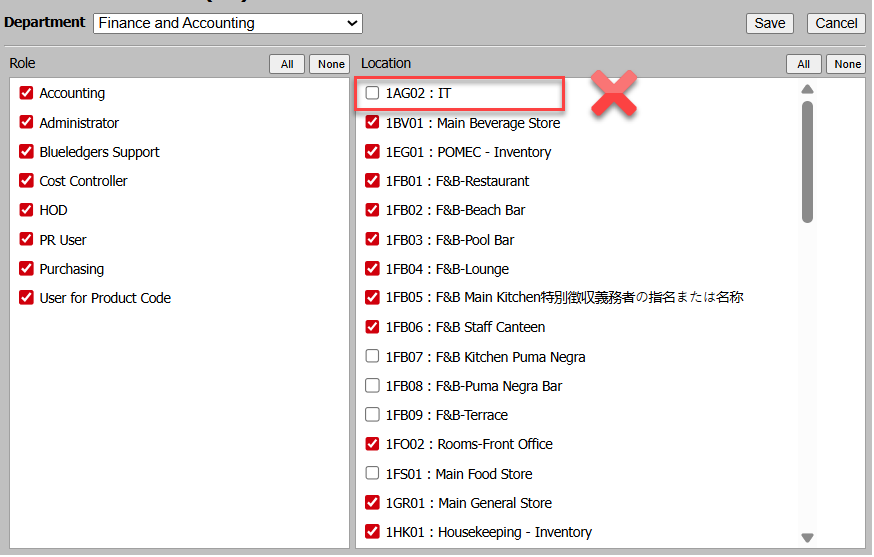 Department Finance and Accounting Save Cancel
Role All None
Accounting
Administrator
Blueledgers Support
Cost Controller
HOD
PR User
Purchasing
User for Product Code
Location All None
1AG02 : IT
1BV01 : Main Beverage Store
1EG01 : POMEC - Inventory
1FB01 : F&B-Restaurant
1FB02 : F&B-Beach Bar
1FB03 : F&B-Pool Bar
1FB04 : F&B-Lounge
1FB05 : F&B Main Kitchen特別徴収義務者の指名または名称
1FB06 : F&B Staff Canteen
1FB07 : F&B Kitchen Puma Negra
1FB08 : F&B-Puma Negra Bar
1FB09 : F&B-Terrace
1FO02 : Rooms-Front Office
1FS01 : Main Food Store
1GR01 : Main General Store
1HK01 : Housekeeping - Inventory